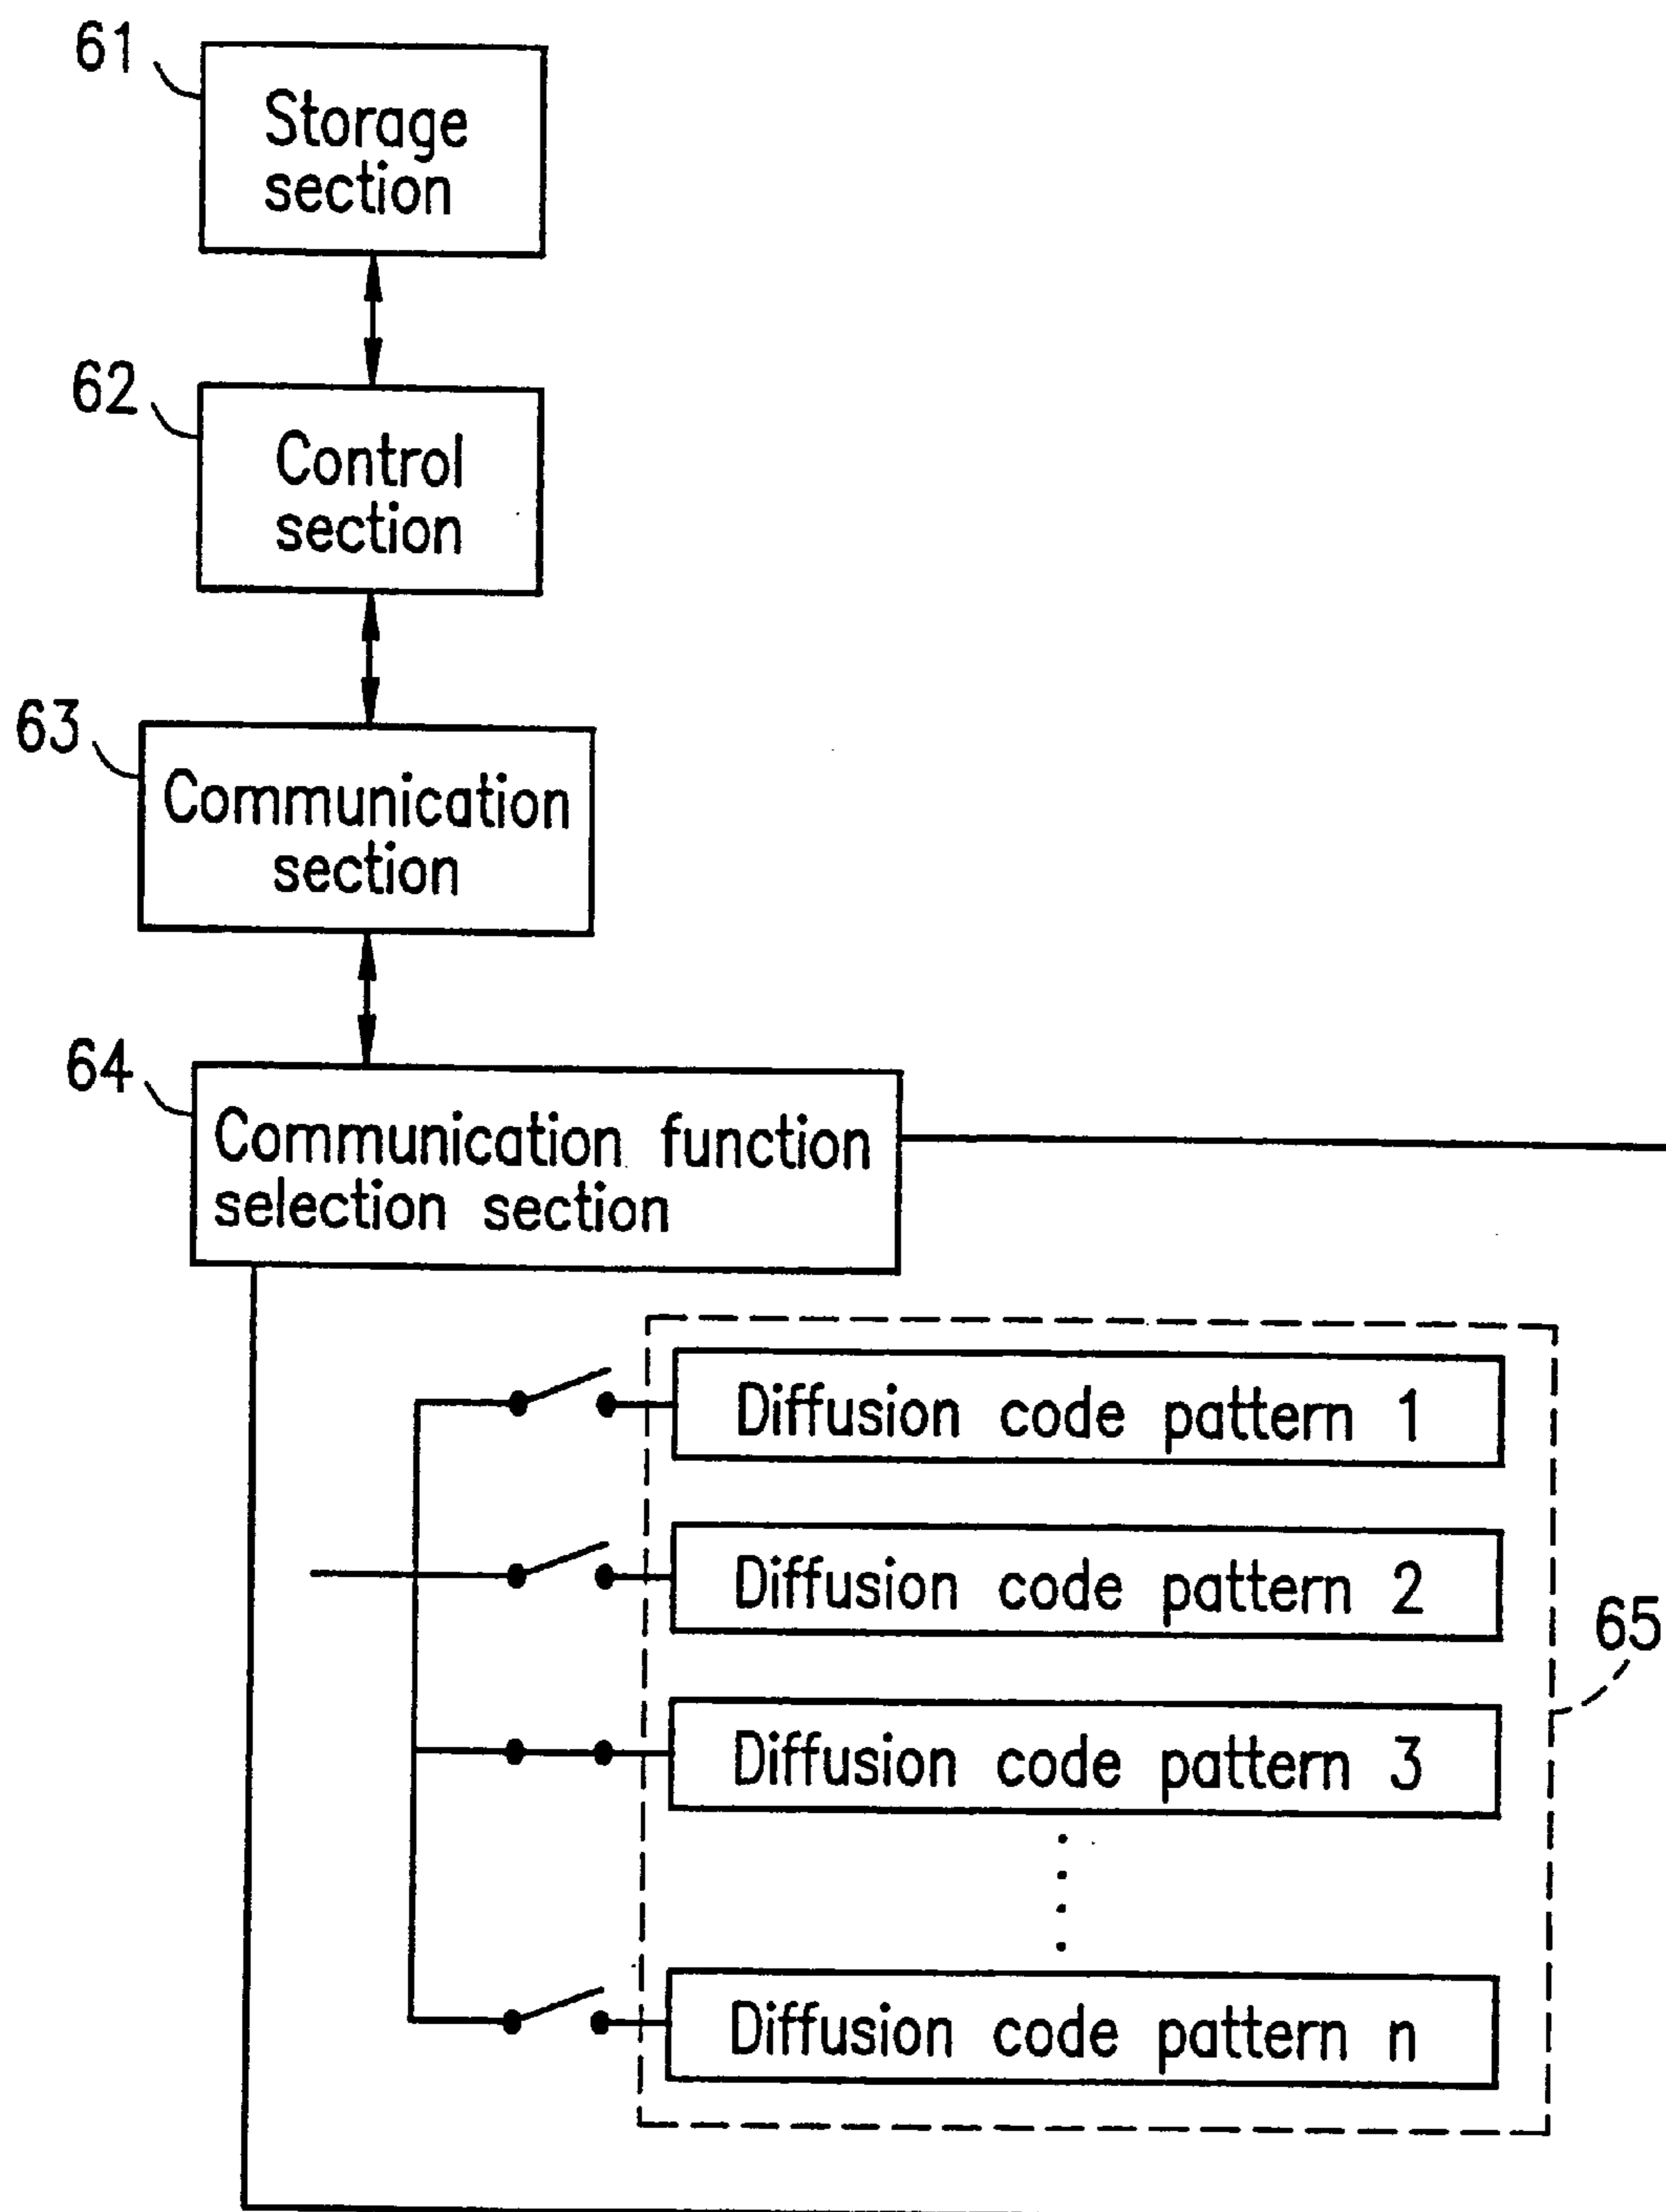 61
Storage
section
62
Control
section
63
Communication
section
64
Communication function
selection section
Diffusion code pattern 1
Diffusion code pattern 2
65
Diffusion code pattern 3
Diffusion code pattern n